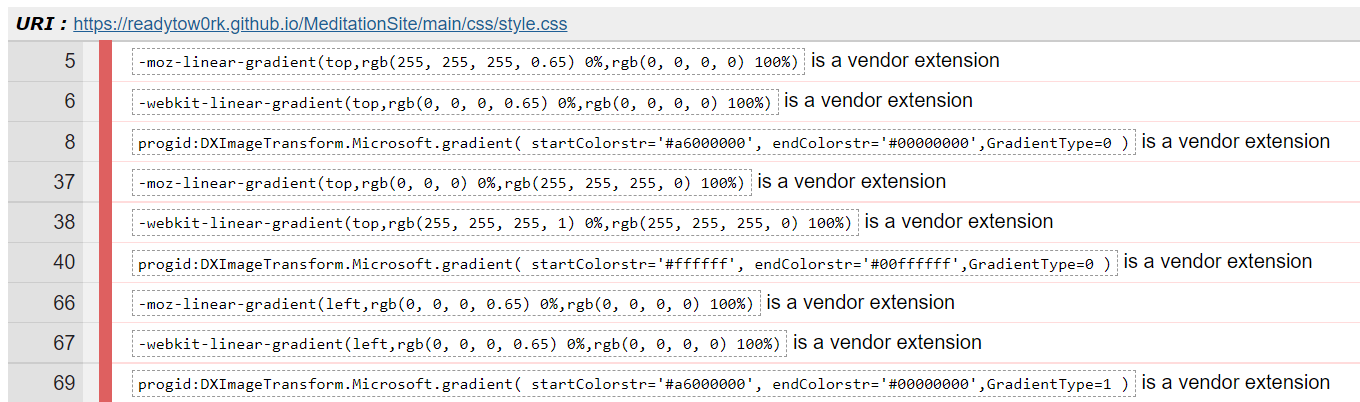 URI : https://readytow0rk.github.io/MeditationSite/main/css/style.css
5 -moz-linear-gradient(top,rgb(255, 255, 255, 0.65) 0%,rgb(0, 0, 0, 0) 100%) is a vendor extension
6 -webkit-linear-gradient(top,rgb(0, 0, 0, 0.65) 0%,rgb(0, 0, 0, 0) 100%) is a vendor extension
8 progid:DXImageTransform.Microsoft.gradient( startColorstr='#a6000000', endColorstr='#00000000',GradientType=0 ) is a vendor extension
37 -moz-linear-gradient(top,rgb(0, 0, 0) 0%,rgb(255, 255, 255, 0) 100%) is a vendor extension
38 -webkit-linear-gradient(top,rgb(255, 255, 255, 1) 0%,rgb(255, 255, 255, 0) 100%) is a vendor extension
40 progid:DXImageTransform.Microsoft.gradient( startColorstr='#ffffff', endColorstr='#00ffffff',GradientType=0 ) is a vendor extension
66 -moz-linear-gradient(left,rgb(0, 0, 0, 0.65) 0%,rgb(0, 0, 0, 0) 100%) is a vendor extension
67 -webkit-linear-gradient(left,rgb(0, 0, 0, 0.65) 0%,rgb(0, 0, 0, 0) 100%) is a vendor extension
69 progid:DXImageTransform.Microsoft.gradient( startColorstr='#a6000000', endColorstr='#00000000',GradientType=1 ) is a vendor extension